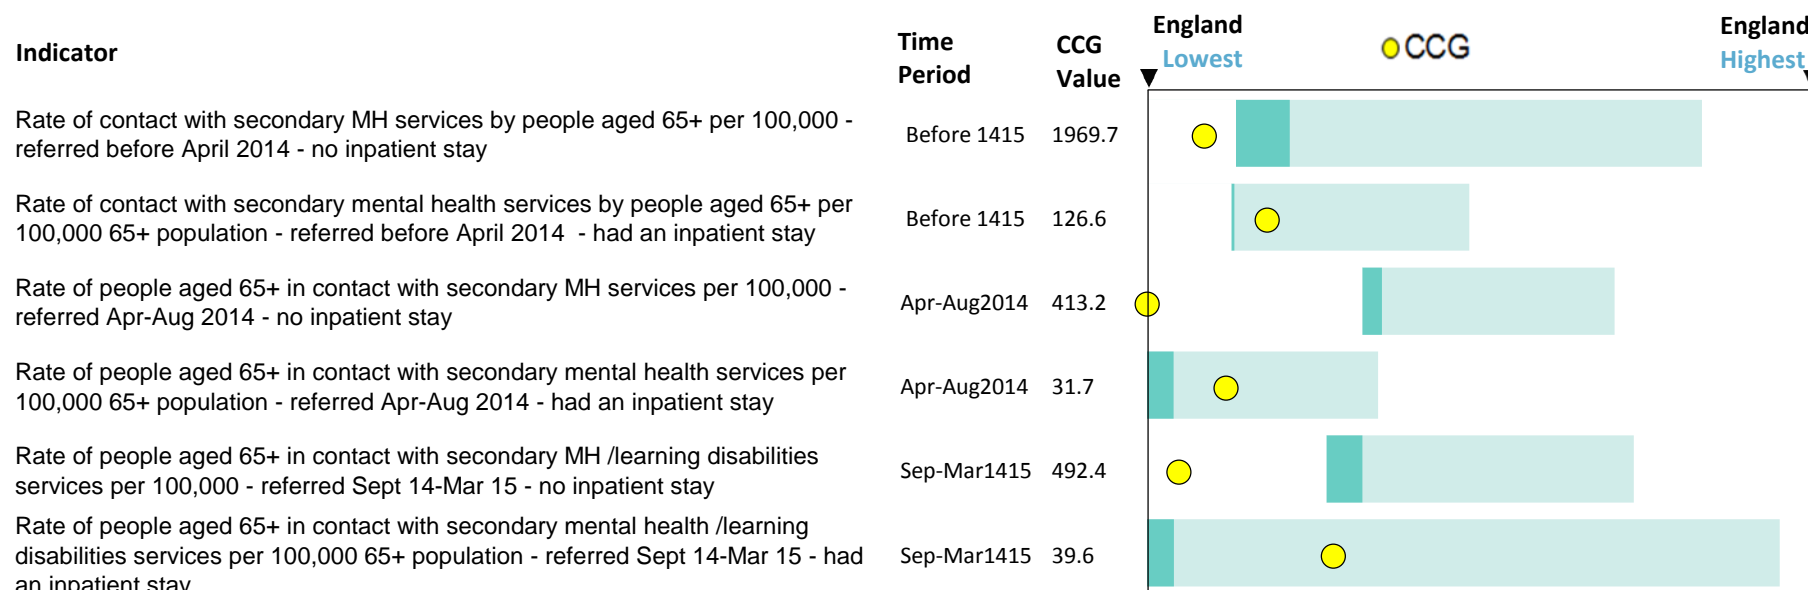 Indicator
Time Period
CCG Value
England Lowest
CCG
England Highest
Rate of contact with secondary MH services by people aged 65+ per 100,000 -
referred before April 2014 - no inpatient stay
Before 1415
1969.7
Rate of contact with secondary mental health services by people aged 65+ per
100,000 65+ population - referred before April 2014  - had an inpatient stay
Before 1415
126.6
Rate of people aged 65+ in contact with secondary MH services per 100,000 -
referred Apr-Aug 2014 - no inpatient stay
Apr-Aug2014
413.2
Rate of people aged 65+ in contact with secondary mental health services per
100,000 65+ population - referred Apr-Aug 2014 - had an inpatient stay
Apr-Aug2014
31.7
Rate of people aged 65+ in contact with secondary MH /learning disabilities
services per 100,000 - referred Sept 14-Mar 15 - no inpatient stay
Sep-Mar1415
492.4
Rate of people aged 65+ in contact with secondary mental health /learning
disabilities services per 100,000 65+ population - referred Sept 14-Mar 15 - had
an inpatient stay
Sep-Mar1415
39.6